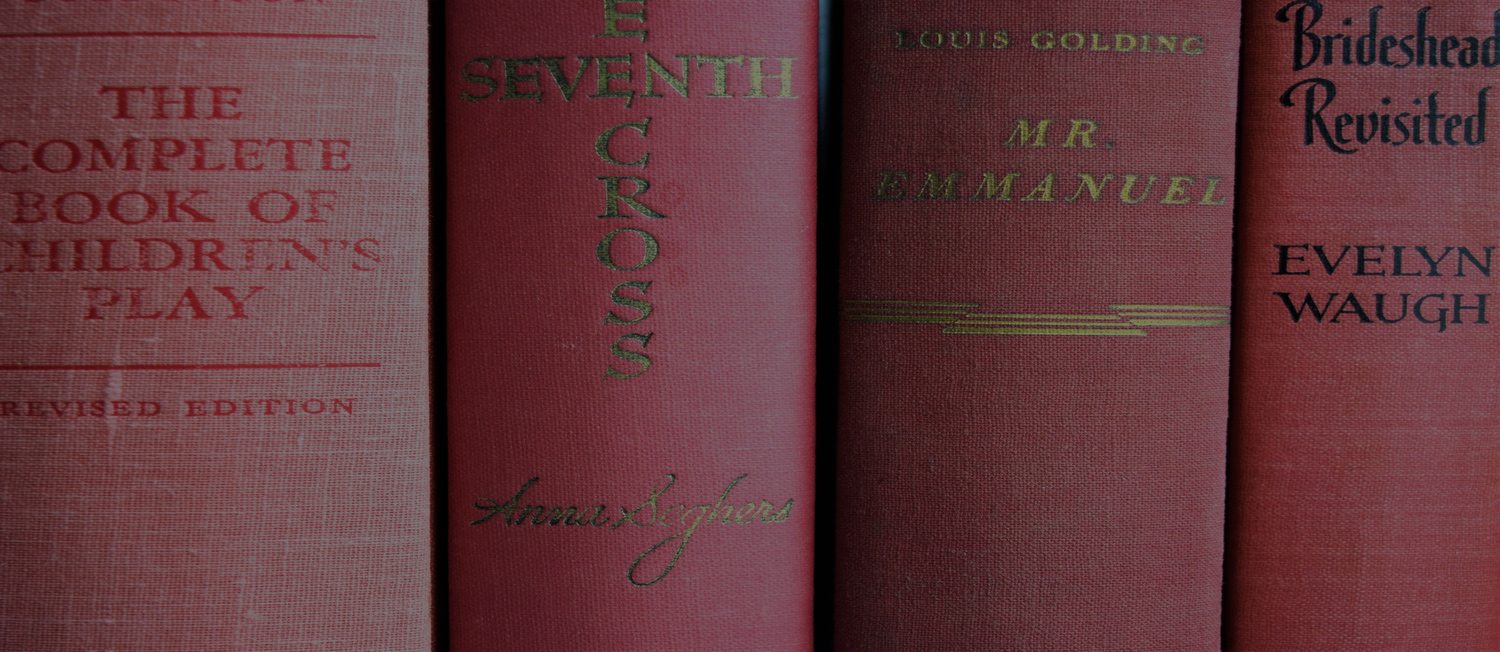 THE
COMPLETE
BOOK OF
CHILDREN'S
PLAY
REVISED EDITION
SEVENTH
CROSS
Anna Seghers
LOUIS GOLDING
MR.
EMMANUEL
Brideshead
Revisited
EVELYN
WAUGH